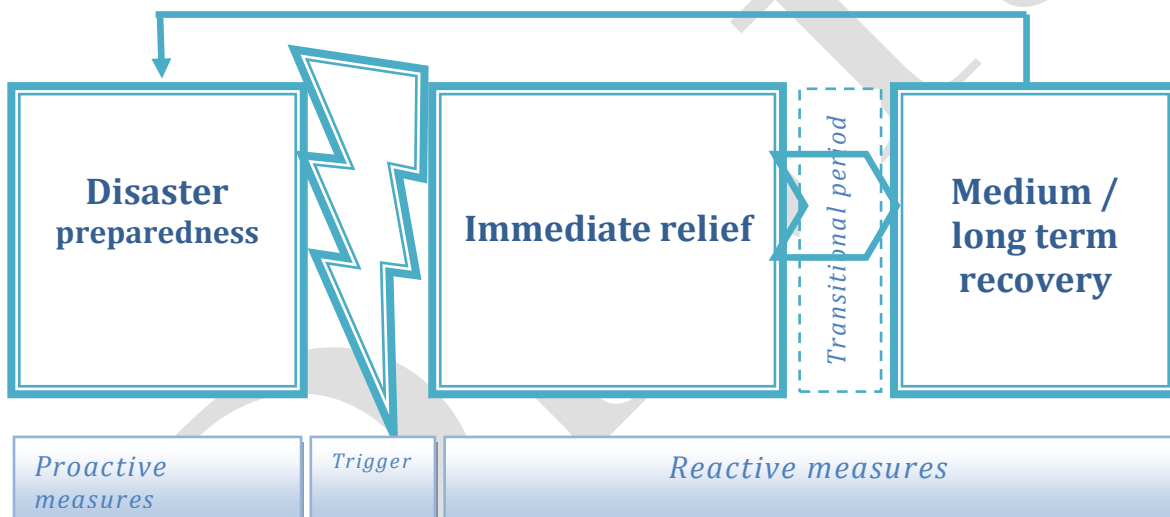 Disaster
preparedness
Immediate relief
Transitional period
Medium /
long term
recovery
Proactive
measures
Trigger
Reactive measures